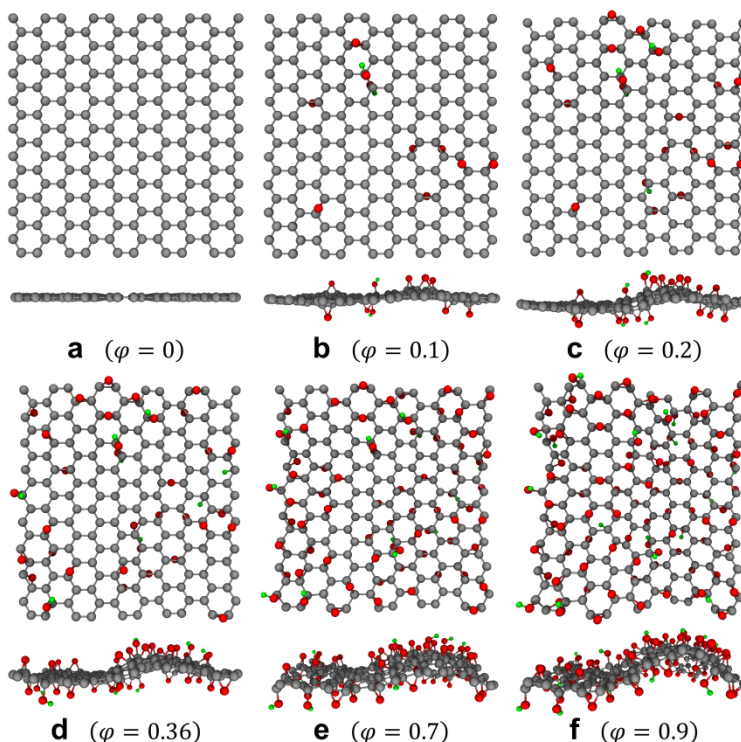 a (φ = 0)
b (φ = 0.1)
c (φ = 0.2)
d (φ = 0.36)
e (φ = 0.7)
f (φ = 0.9)